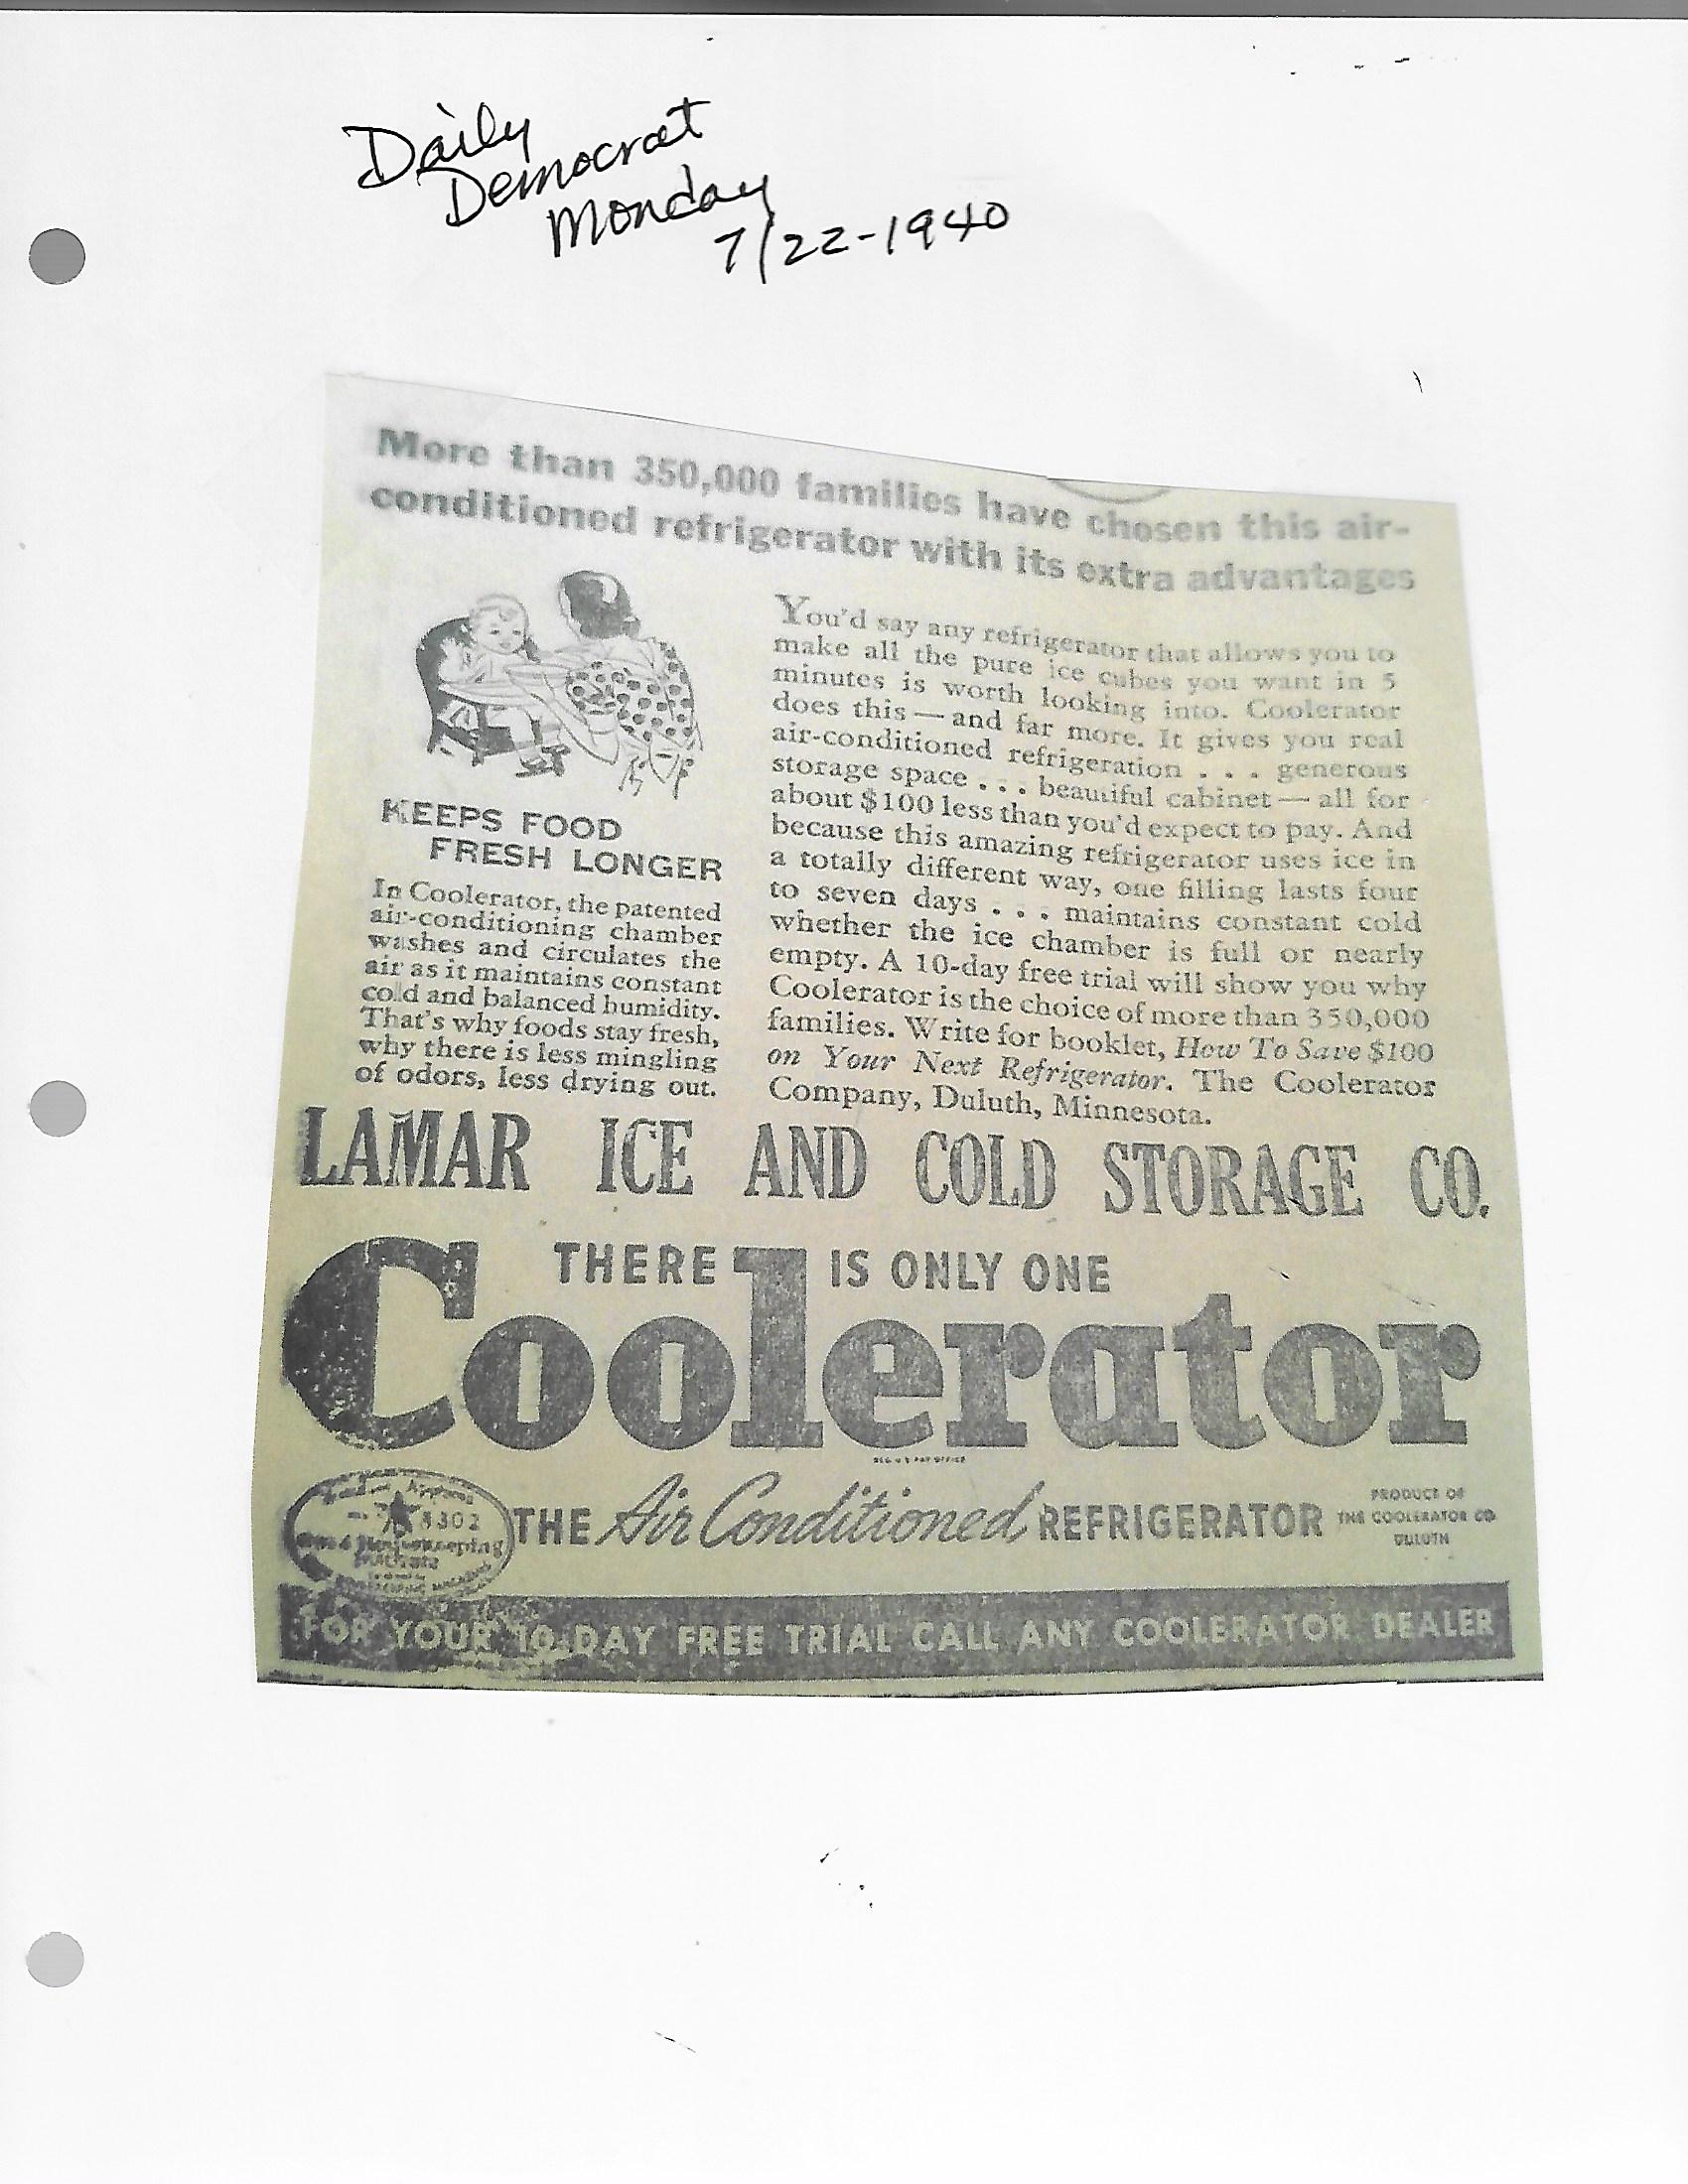 Daily
Democrat
Monday
7/22-1940
More than 350,000 families have chosen this air-
conditioned refrigerator with its extra advantages
KEEPS FOOD
FRESH LONGER
In Coolerator, the patented
air-conditioning chamber
washes and circulates the
air as it maintains constant
cold and balanced humidity.
That's why foods stay fresh,
why there is less mingling
of odors, less drying out.
You'd say any refrigerator that allows you to
make all the pure ice cubes you want in 5
minutes is worth looking into. Coolerator
does this — and far more. It gives you real
air-conditioned refrigeration . . . generous
storage space . . . beautiful cabinet — all for
about $100 less than you'd expect to pay. And
because this amazing refrigerator uses ice in
a totally different way, one filling lasts four
to seven days . . . maintains constant cold
whether the ice chamber is full or nearly
empty. A 10-day free trial will show you why
Coolerator is the choice of more than 350,000
families. Write for booklet, How To Save $100
on Your Next Refrigerator. The Coolerator
Company, Duluth, Minnesota.
LAMAR ICE AND COLD STORAGE CO.
THERE IS ONLY ONE
Coolerator
REG. U S PAT OFFICE
8302
Housekeeping
THE Air Conditioned REFRIGERATOR
PRODUCT OF
THE COOLERATOR CO.
DULUTH
FOR YOUR 10-DAY FREE TRIAL CALL ANY COOLERATOR DEALER